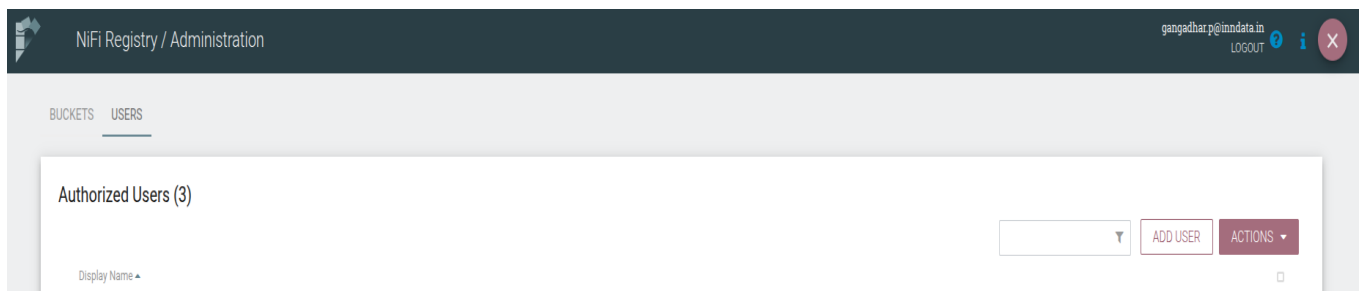 NiFi Registry / Administration
gangadhar.p@inndata.in
LOGOUT
BUCKETS USERS
Authorized Users (3)
ADD USER ACTIONS
Display Name